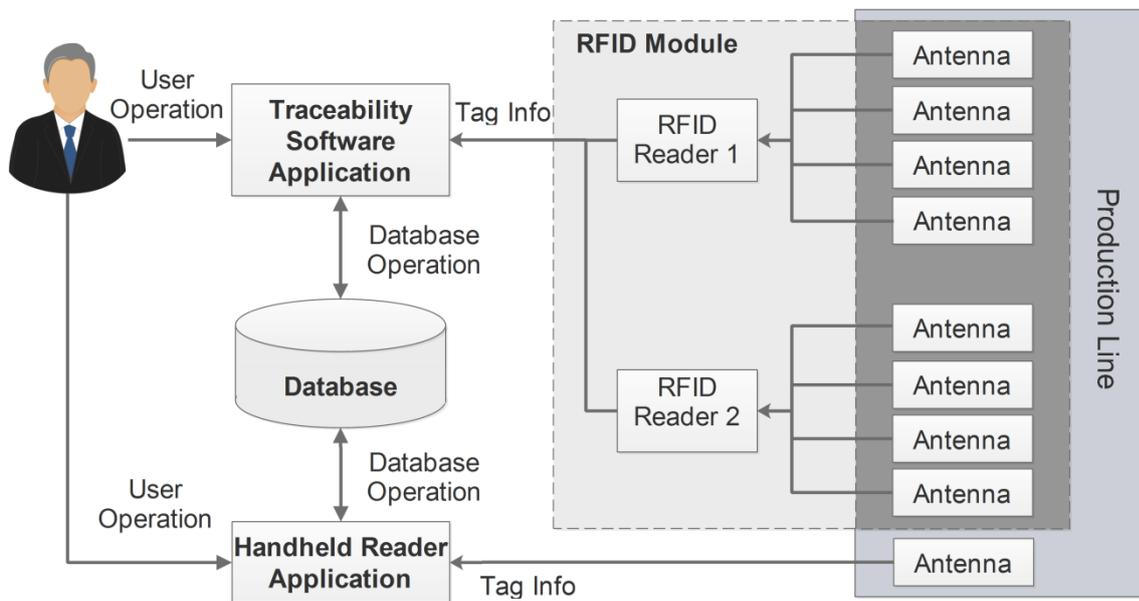 User
Operation
Traceability
Software
Application
Tag Info
RFID Module
RFID
Reader 1
Antenna
Antenna
Antenna
Antenna
Production Line
Database
Operation
Database
RFID
Reader 2
Antenna
Antenna
Antenna
Antenna
Database
Operation
User
Operation
Handheld Reader
Application
Tag Info
Antenna